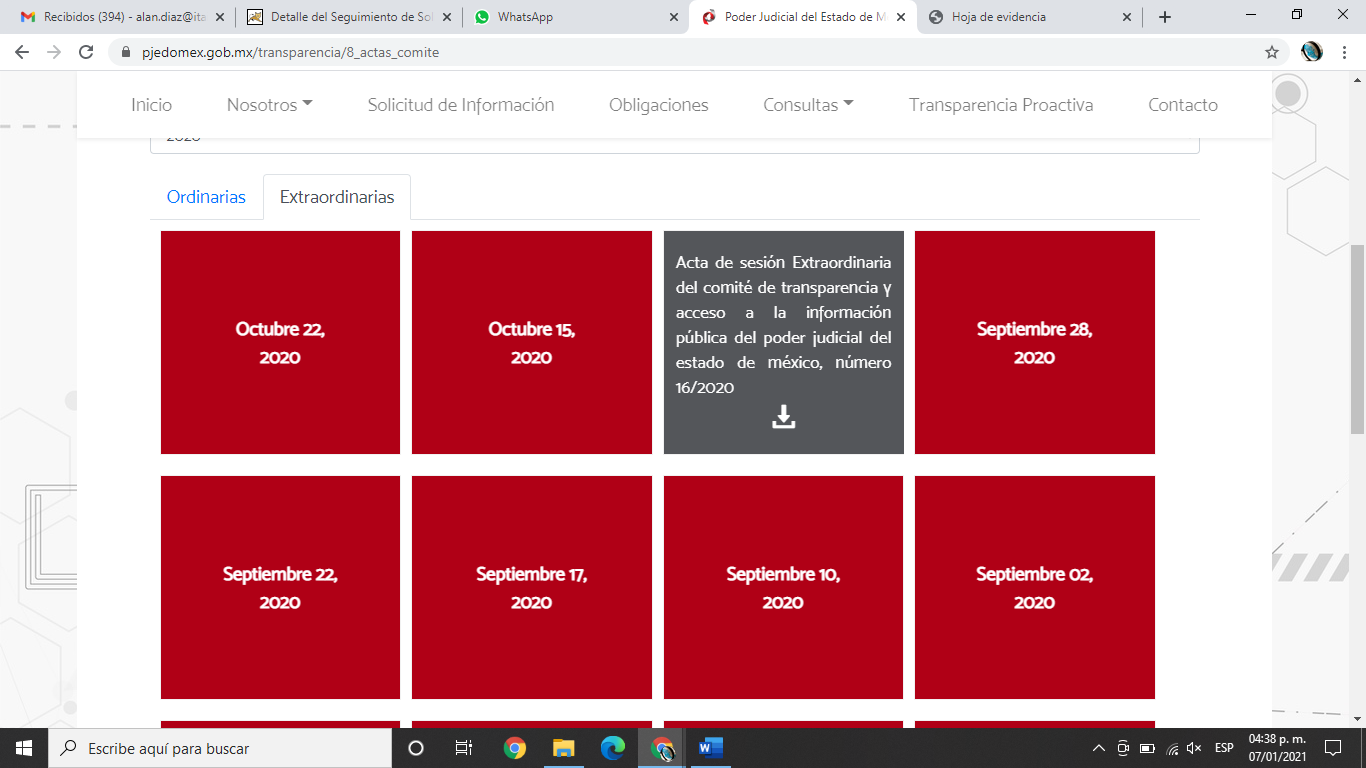 Recibidos (394) - alan.diaz@ita
Detalle del Seguimiento de Sol
WhatsApp
Poder Judicial del Estado de M
Hoja de evidencia
pjedomex.gob.mx/transparencia/8_actas_comite
Inicio
Nosotros
Solicitud de Información
Obligaciones
Consultas
Transparencia Proactiva
Contacto
2020
Ordinarias
Extraordinarias
Octubre 22,
2020
Octubre 15,
2020
Acta de sesión Extraordinaria
del comité de transparencia y
acceso a la información
pública del poder judicial del
estado de méxico, número
16/2020
Septiembre 28,
2020
Septiembre 22,
2020
Septiembre 17,
2020
Septiembre 10,
2020
Septiembre 02,
2020
Escribe aquí para buscar
ESP
04:38 p. m.
07/01/2021